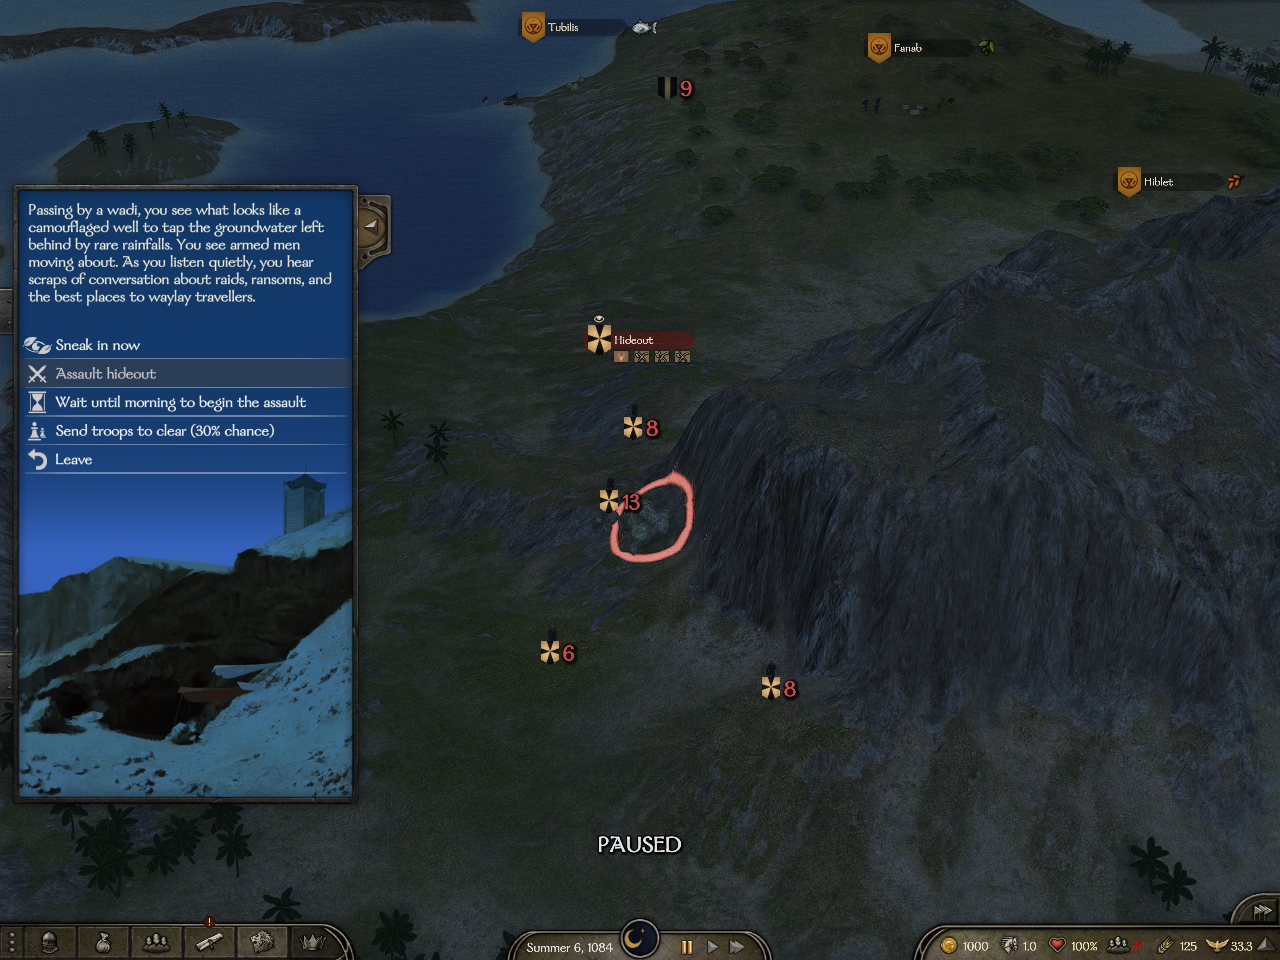 Tubilis
Fanab
9
Hiblet
Passing by a wadi, you see what looks like a
camouflaged well to tap the groundwater left
behind by rare rainfalls. You see armed men
moving about. As you listen quietly, you hear
scraps of conversation about raids, ransoms, and
the best places to waylay travellers.
Sneak in now
Assault hideout
Wait until morning to begin the assault
Send troops to clear (30% chance)
Leave
Hideout
8
13
6
8
PAUSED
Summer 6, 1084
1000
1.0
100%
125
33.3